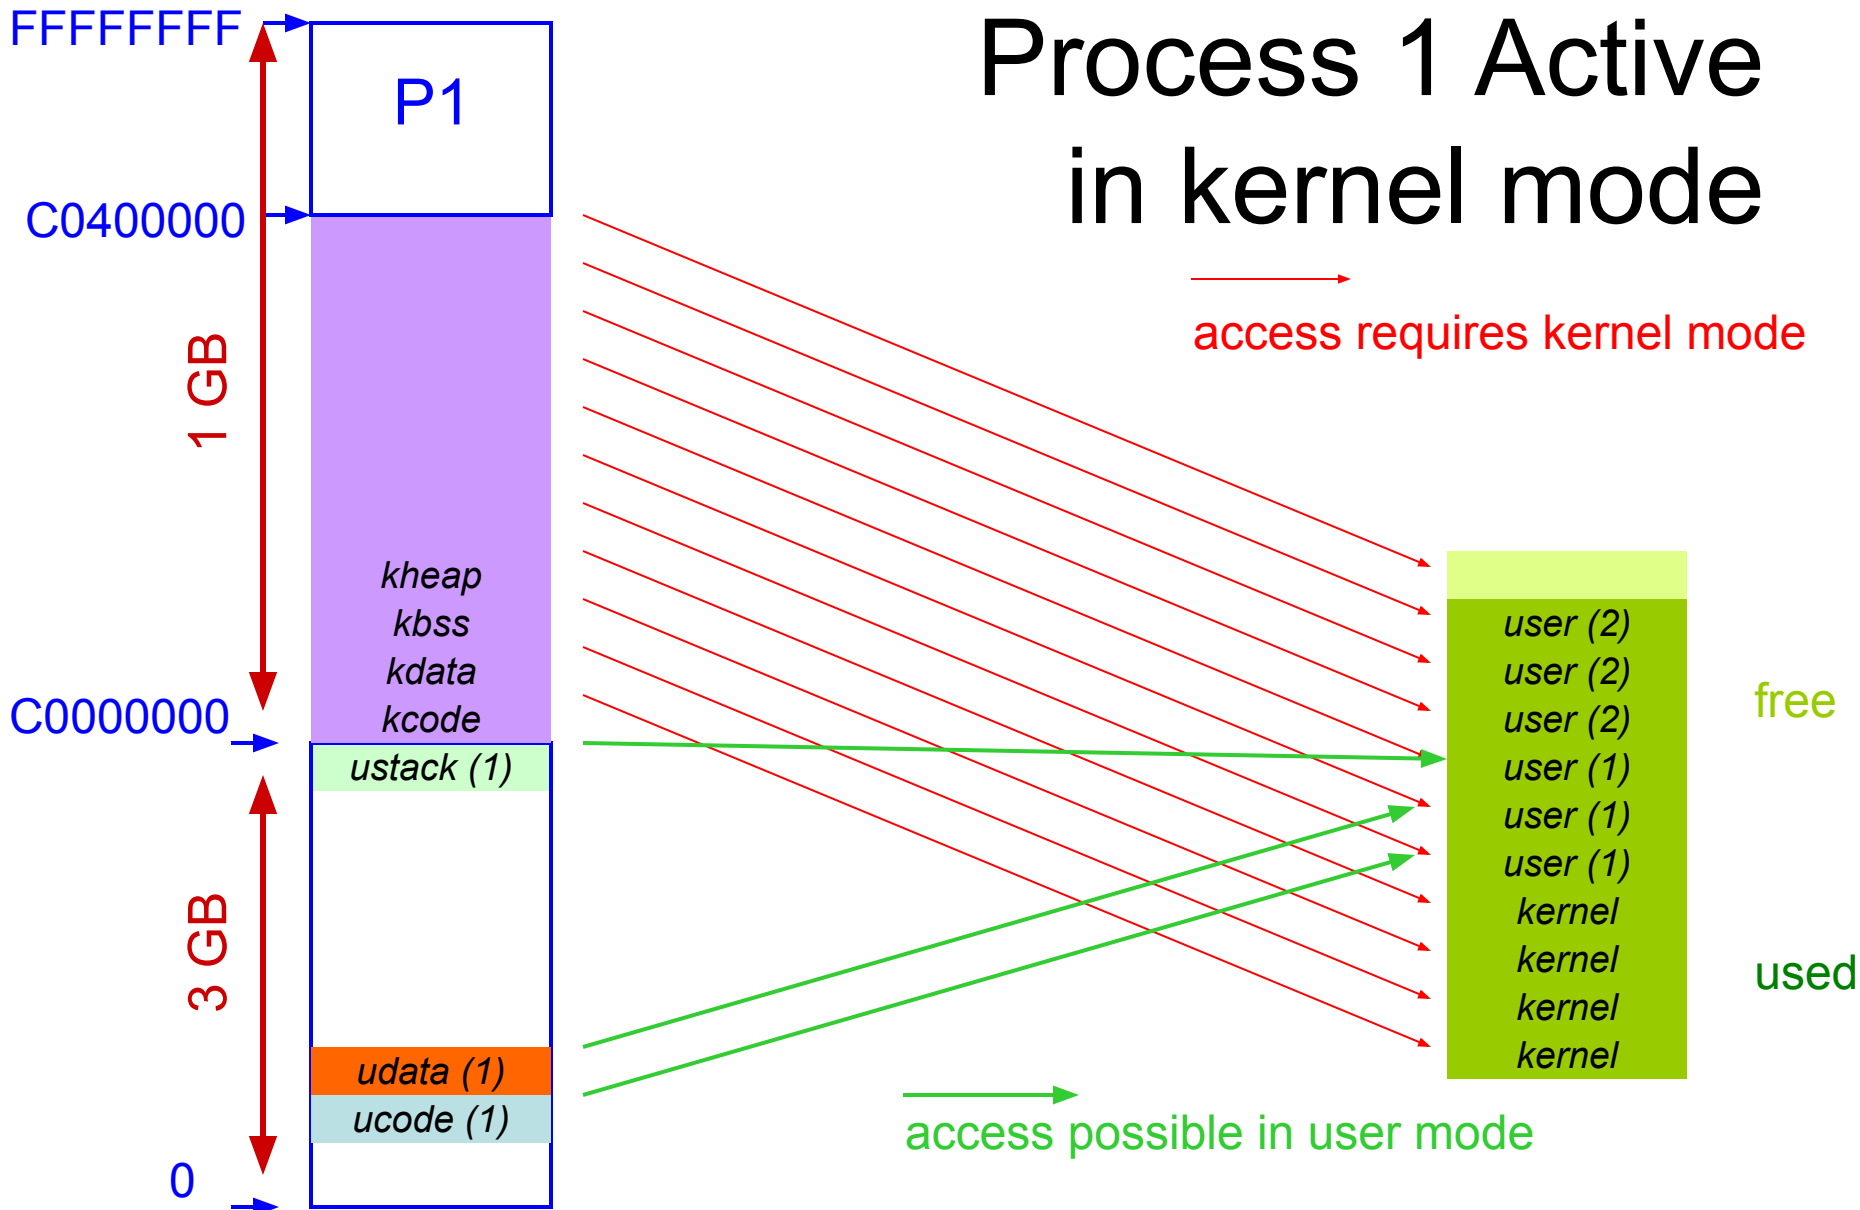 Process 1 Active
in kernel mode
FFFFFFFF
P1
C0400000
access requires kernel mode
1 GB
kheap
kbss
kdata
kcode
C0000000
ustack (1)
3 GB
udata (1)
ucode (1)
0
user (2)
user (2)
user (2)
user (1)
user (1)
user (1)
kernel
kernel
kernel
kernel
free
used
access possible in user mode